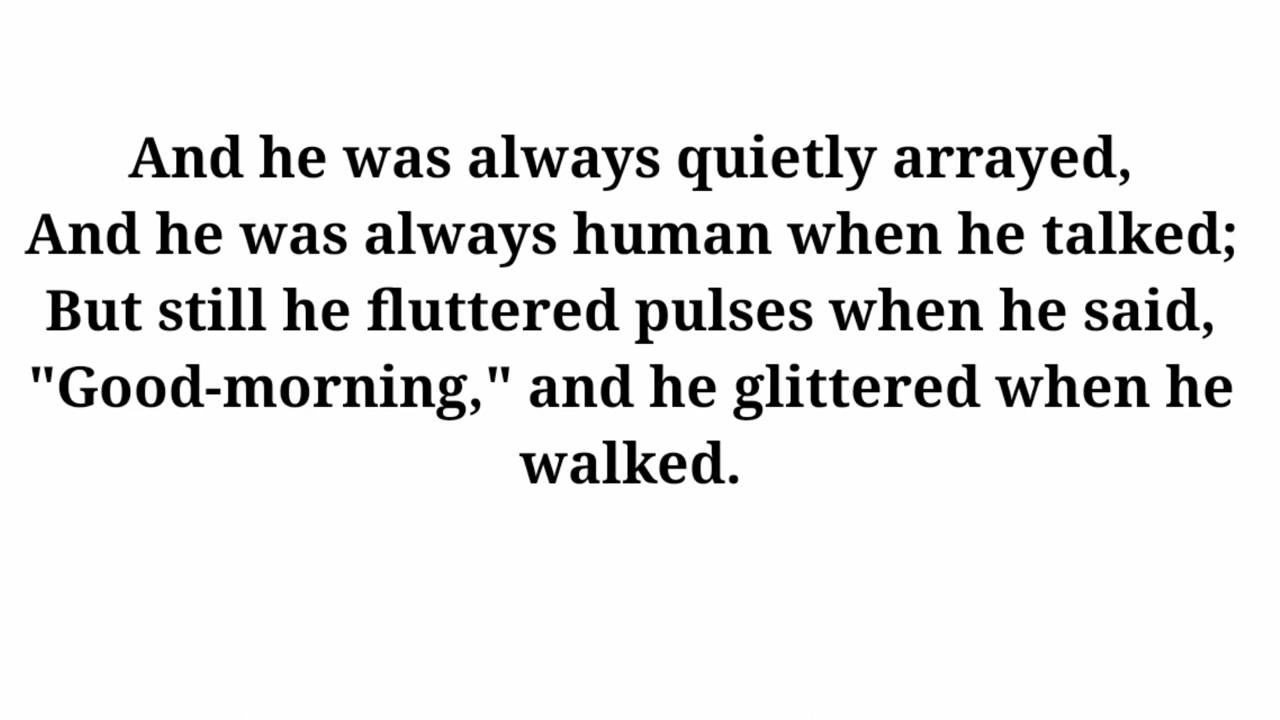 And he was always quietly arrayed,
And he was always human when he talked;
But still he fluttered pulses when he said,
"Good-morning," and he glittered when he
walked.